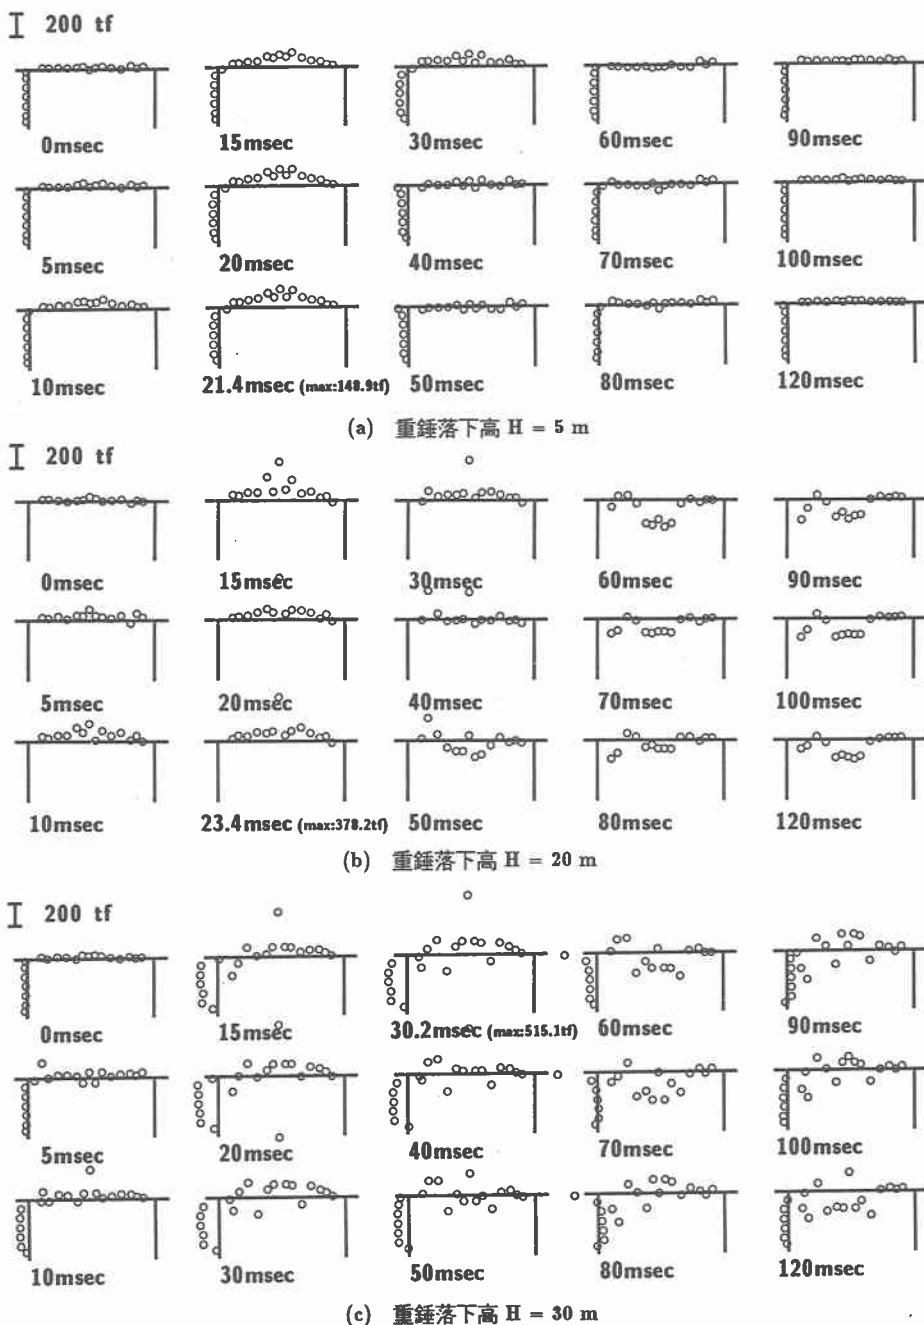 200 tf
0msec 15msec 30msec 60msec 90msec
5msec 20msec 40msec 70msec 100msec
10msec 21.4msec (max:148.9tf) 50msec 80msec 120msec
(a) 重錘落下高 H = 5 m
200 tf
0msec 15msec 30msec 60msec 90msec
5msec 20msec 40msec 70msec 100msec
10msec 23.4msec (max:378.2tf) 50msec 80msec 120msec
(b) 重錘落下高 H = 20 m
200 tf
0msec 15msec 30.2msec (max:515.1tf) 60msec 90msec
5msec 20msec 40msec 70msec 100msec
10msec 30msec 50msec 80msec 120msec
(c) 重錘落下高 H = 30 m